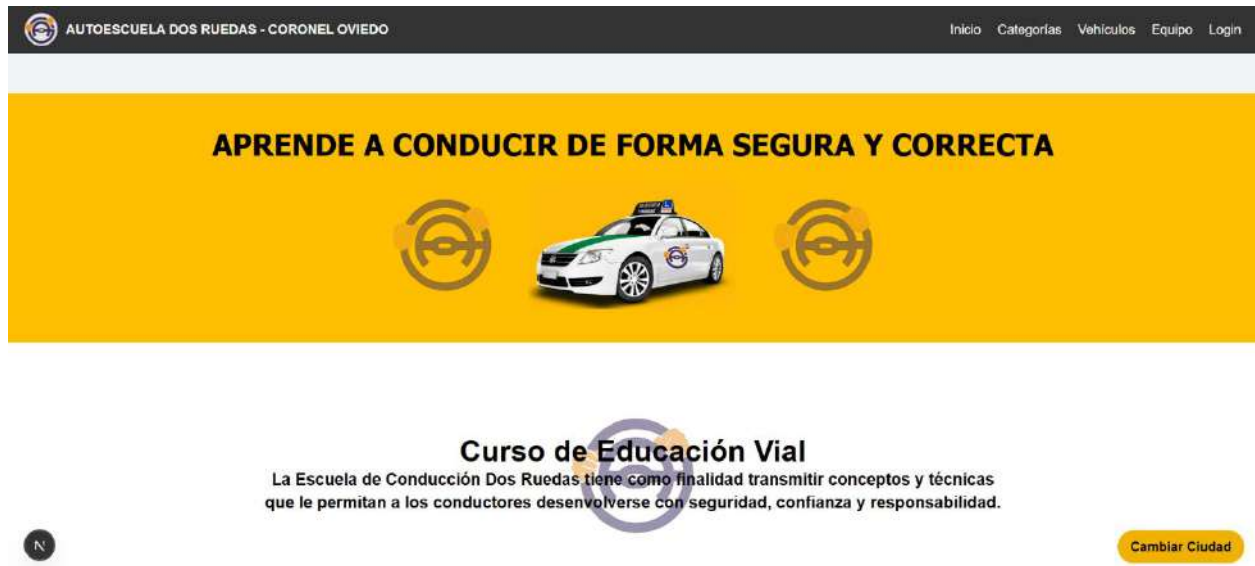 AUTOESCUELA DOS RUEDAS - CORONEL OVIEDO
Inicio Categorías Vehículos Equipo Login
APRENDE A CONDUCIR DE FORMA SEGURA Y CORRECTA
L
Curso de Educación Vial
La Escuela de Conducción Dos Ruedas tiene como finalidad transmitir conceptos y técnicas
que le permitan a los conductores desenvolverse con seguridad, confianza y responsabilidad.
N
Cambiar Ciudad